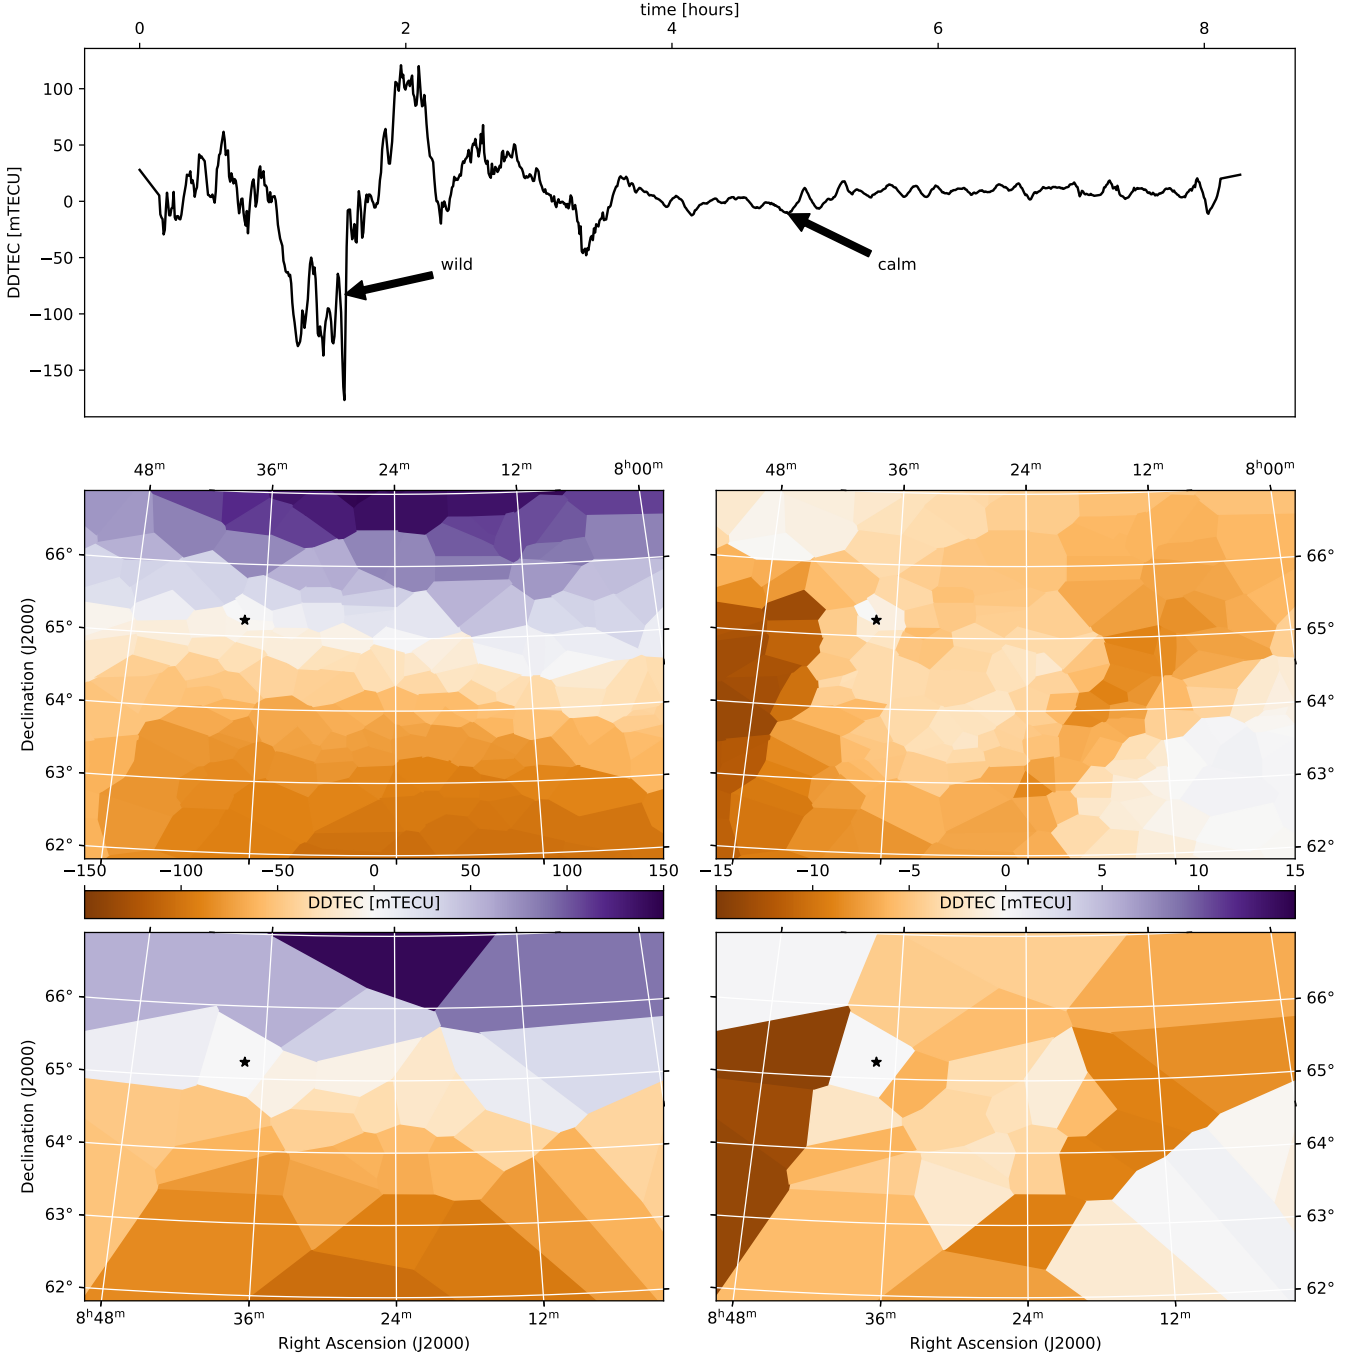 time [hours]
0 2 4 6 8
100
50
0
−50
−100
−150
DDTEC [mTECU]
wild
calm
48ᵐ 36ᵐ 24ᵐ 12ᵐ 8ʰ00ᵐ
48ᵐ 36ᵐ 24ᵐ 12ᵐ 8ʰ00ᵐ
66°
65°
64°
63°
62°
Declination (J2000)
66°
65°
64°
63°
62°
−150 −100 −50 0 50 100 150
DDTEC [mTECU]
−15 −10 −5 0 5 10 15
DDTEC [mTECU]
66°
65°
64°
63°
62°
Declination (J2000)
66°
65°
64°
63°
62°
8ʰ48ᵐ 36ᵐ 24ᵐ 12ᵐ
Right Ascension (J2000)
8ʰ48ᵐ 36ᵐ 24ᵐ 12ᵐ
Right Ascension (J2000)